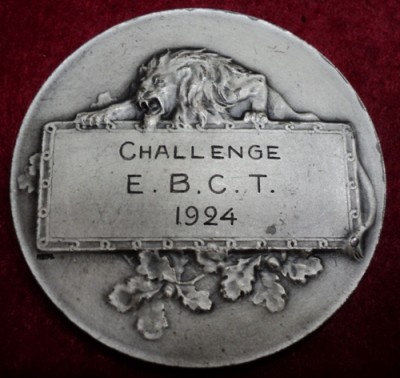 CHALLENGE
E. B. C. T.
1924